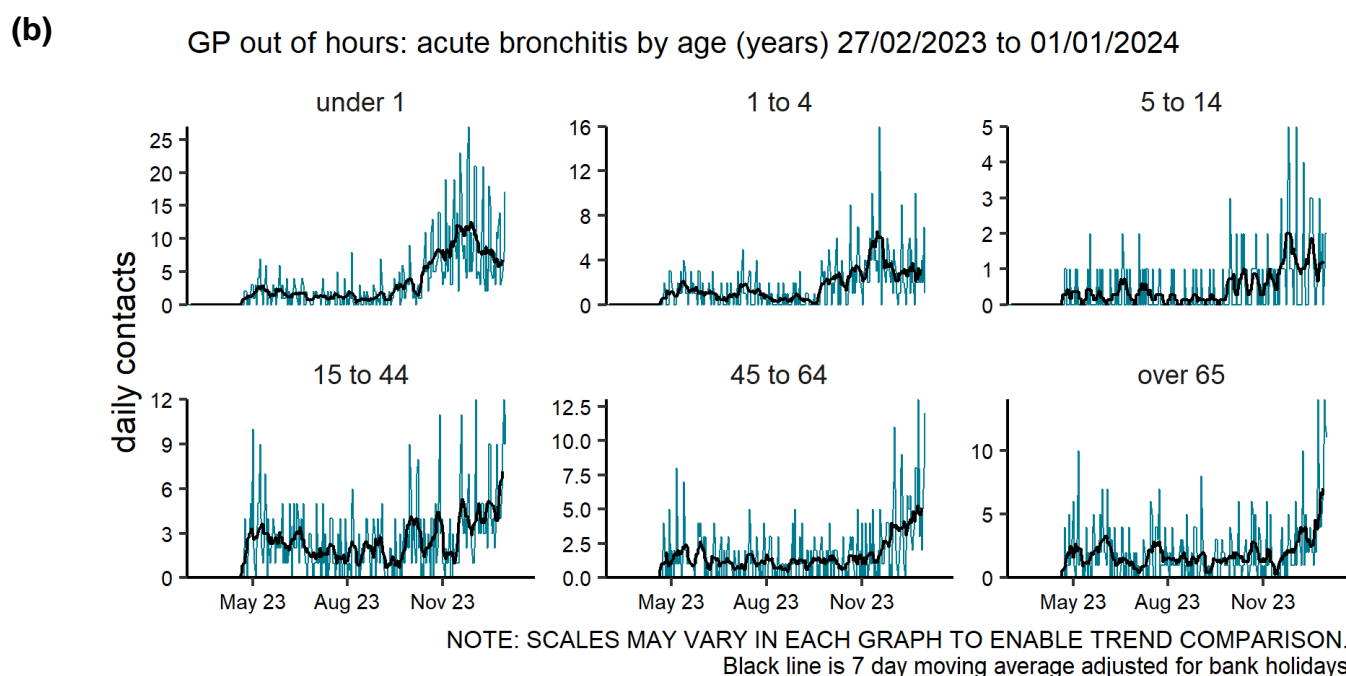 (b)
GP out of hours: acute bronchitis by age (years) 27/02/2023 to 01/01/2024
daily contacts
under 1
25
20
15
10
5
0
1 to 4
16
12
8
4
0
5 to 14
5
4
3
2
1
0
15 to 44
12
9
6
3
0
May 23 Aug 23 Nov 23
45 to 64
12.5
10.0
7.5
5.0
2.5
0.0
May 23 Aug 23 Nov 23
over 65
10
5
0
May 23 Aug 23 Nov 23
NOTE: SCALES MAY VARY IN EACH GRAPH TO ENABLE TREND COMPARISON.
Black line is 7 day moving average adjusted for bank holidays